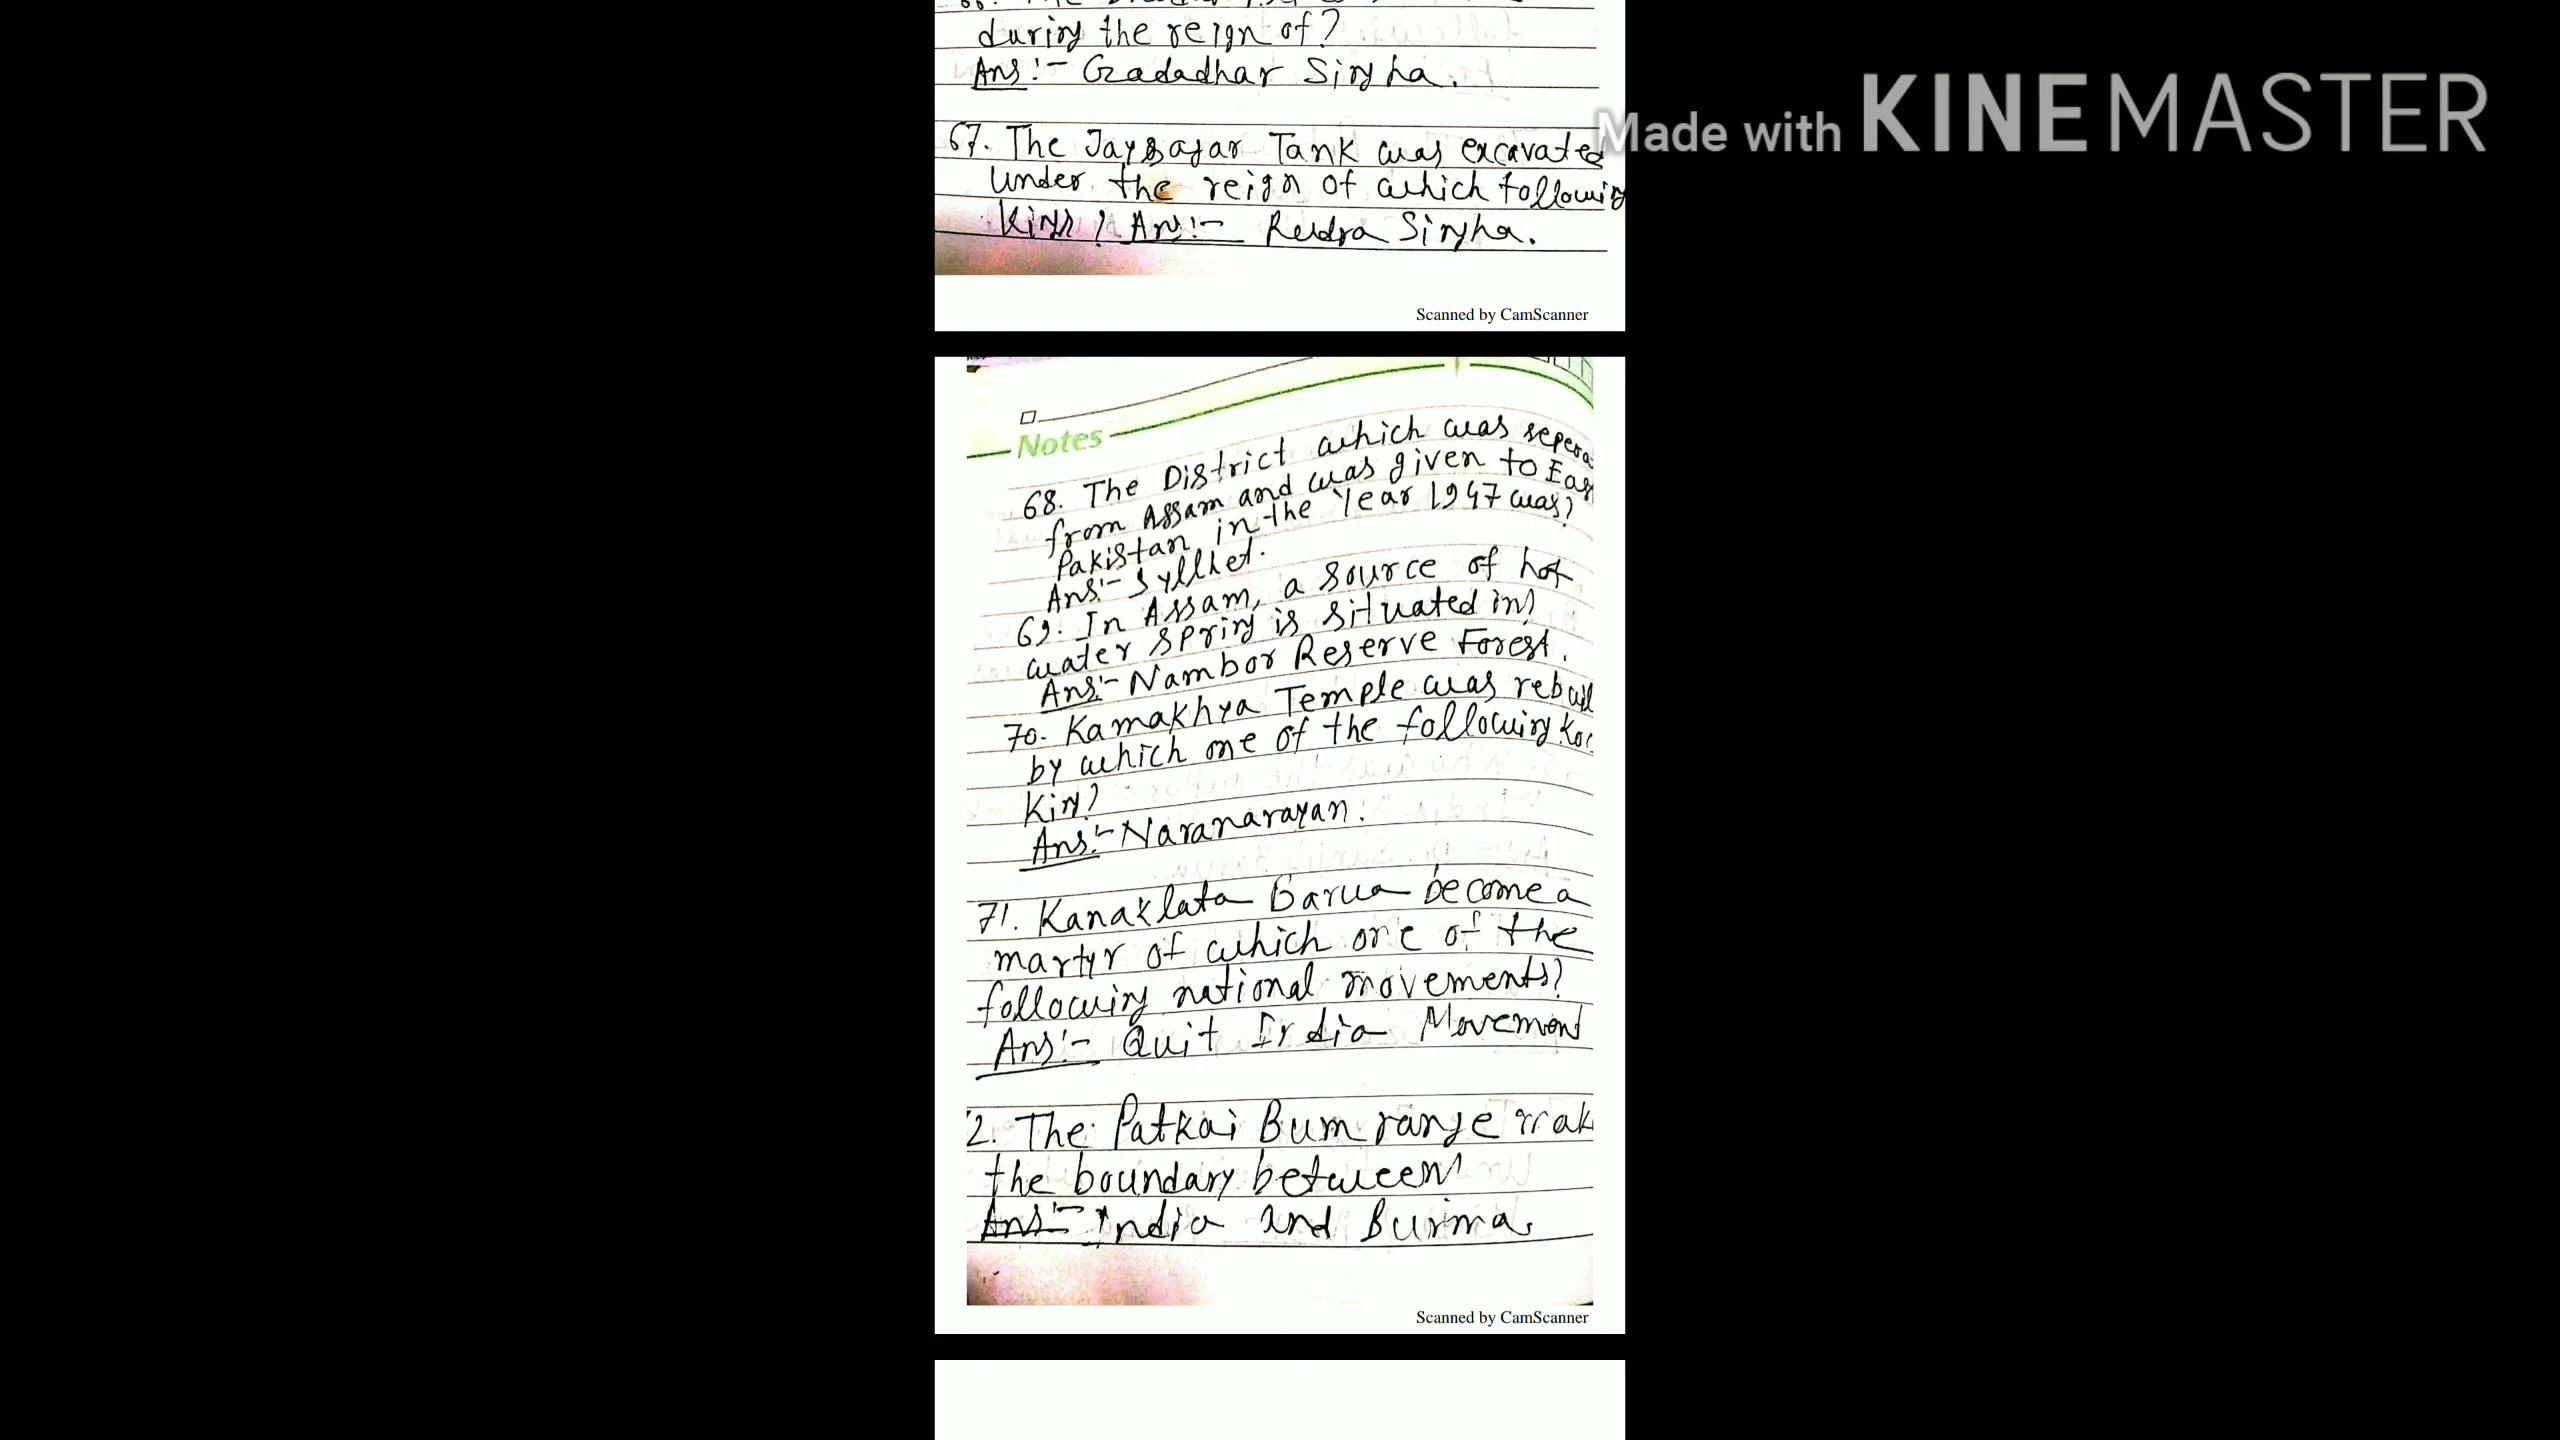 during the reign of?
Ans:- Gadadhar Singha.
67. The Jaysagar Tank was excavated
under the reign of which following
Kings? Ans:- Rudra Singha.
Scanned by CamScanner
Made with KINEMASTER
Notes
68. The District which was sepera
from Assam and was given to Eas
Pakistan in the Year 1947 was?
Ans:- Syllhet.
69. In Assam, a source of hot
water spring is situated in?
Ans:- Nambor Reserve Forest.
70. Kamakhya Temple was rebuil
by which one of the following Koc
King?
Ans:- Naranarayan.
71. Kanaklata Barua become a
martyr of which one of the
following national movements?
Ans:- Quit India Movement
2. The Patkai Bum range mak
the boundary between?
Ans:- India and Burma.
Scanned by CamScanner